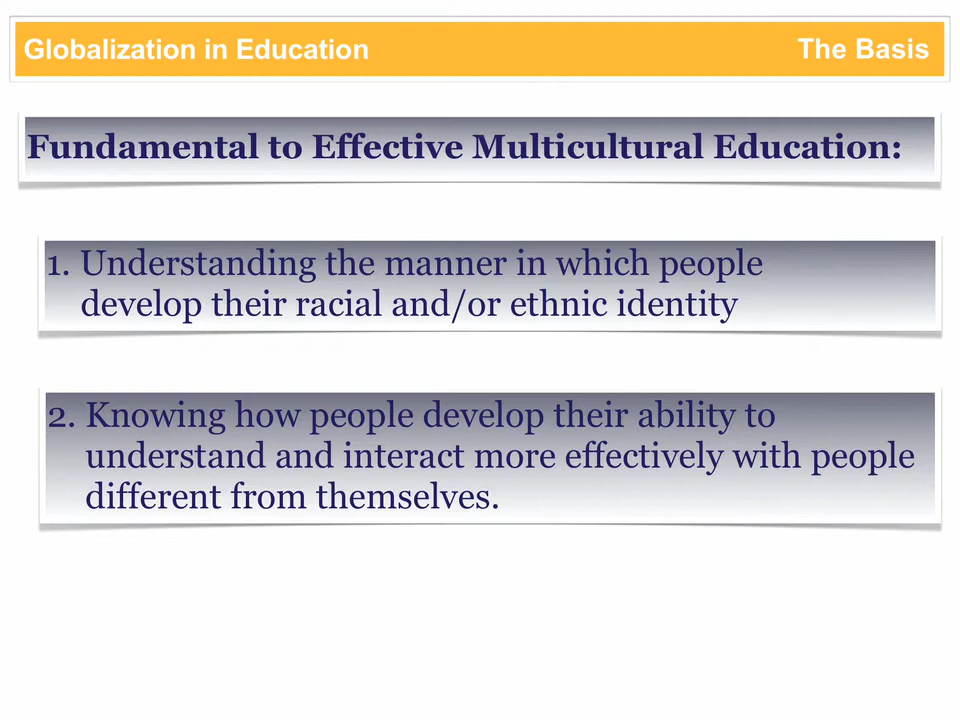 Globalization in Education
The Basis
Fundamental to Effective Multicultural Education:
1. Understanding the manner in which people
develop their racial and/or ethnic identity
2. Knowing how people develop their ability to
understand and interact more effectively with people
different from themselves.